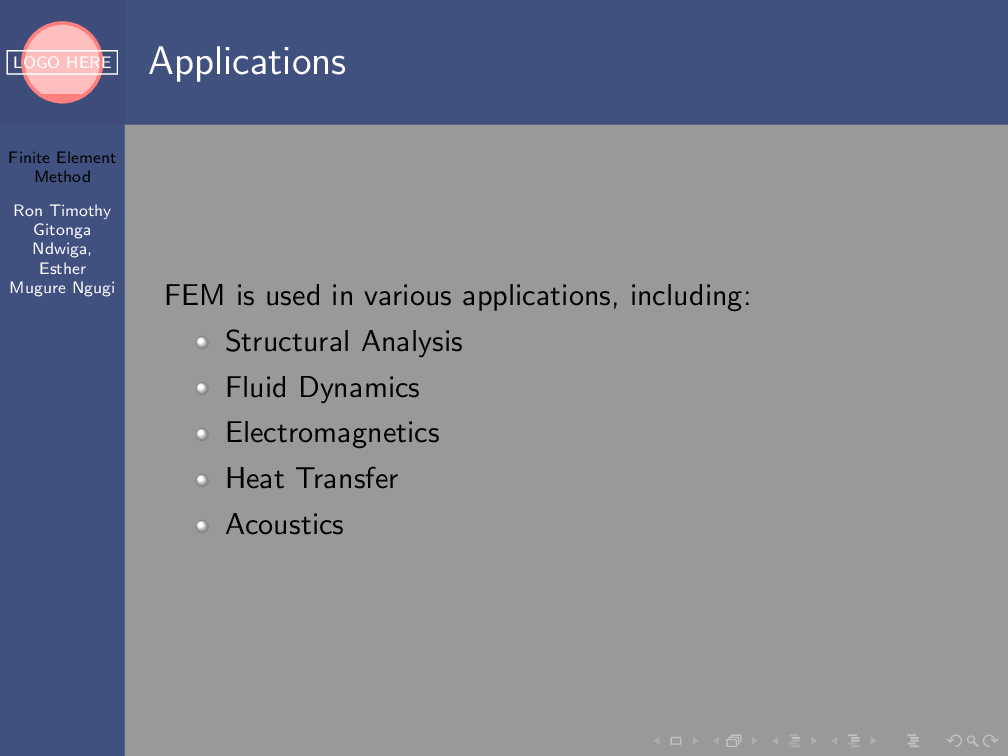 LOGO HERE
Applications
Finite Element
Method
Ron Timothy
Gitonga
Ndwiga,
Esther
Mugure Ngugi
FEM is used in various applications, including:
Structural Analysis
Fluid Dynamics
Electromagnetics
Heat Transfer
Acoustics